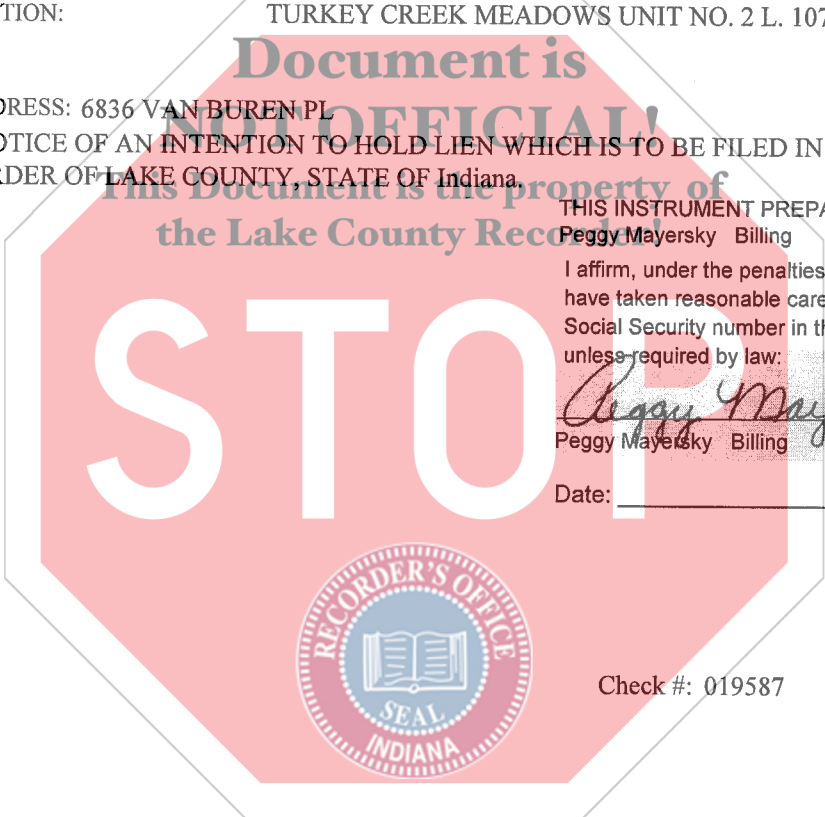 TION: TURKEY CREEK MEADOWS UNIT NO. 2 L. 107
Document is
DRESS: 6836 VAN BUREN PL
NOT OFFICIAL!
OTICE OF AN INTENTION TO HOLD LIEN WHICH IS TO BE FILED IN
RDER OF LAKE COUNTY, STATE OF Indiana.
This Document is the property of
the Lake County Recorder!
THIS INSTRUMENT PREPA
Peggy Mayersky Billing
I affirm, under the penalties
have taken reasonable care
Social Security number in th
unless required by law:
Peggy May
Peggy Mayersky Billing
Date:
STOP
RECORDER'S OFFICE
SEAL
INDIANA
Check #: 019587